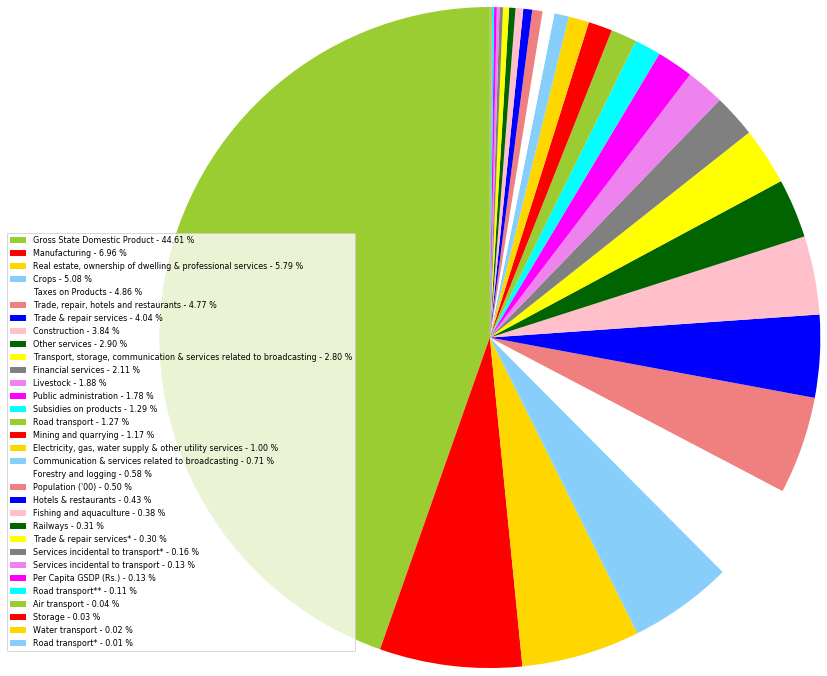 Gross State Domestic Product - 44.61 %
Manufacturing - 6.96 %
Real estate, ownership of dwelling & professional services - 5.79 %
Crops - 5.08 %
Taxes on Products - 4.86 %
Trade, repair, hotels and restaurants - 4.77 %
Trade & repair services - 4.04 %
Construction - 3.84 %
Other services - 2.90 %
Transport, storage, communication & services related to broadcasting - 2.80 %
Financial services - 2.11 %
Livestock - 1.88 %
Public administration - 1.78 %
Subsidies on products - 1.29 %
Road transport - 1.27 %
Mining and quarrying - 1.17 %
Electricity, gas, water supply & other utility services - 1.00 %
Communication & services related to broadcasting - 0.71 %
Forestry and logging - 0.58 %
Population ('00) - 0.50 %
Hotels & restaurants - 0.43 %
Fishing and aquaculture - 0.38 %
Railways - 0.31 %
Trade & repair services* - 0.30 %
Services incidental to transport* - 0.16 %
Services incidental to transport - 0.13 %
Per Capita GSDP (Rs.) - 0.13 %
Road transport** - 0.11 %
Air transport - 0.04 %
Storage - 0.03 %
Water transport - 0.02 %
Road transport* - 0.01 %